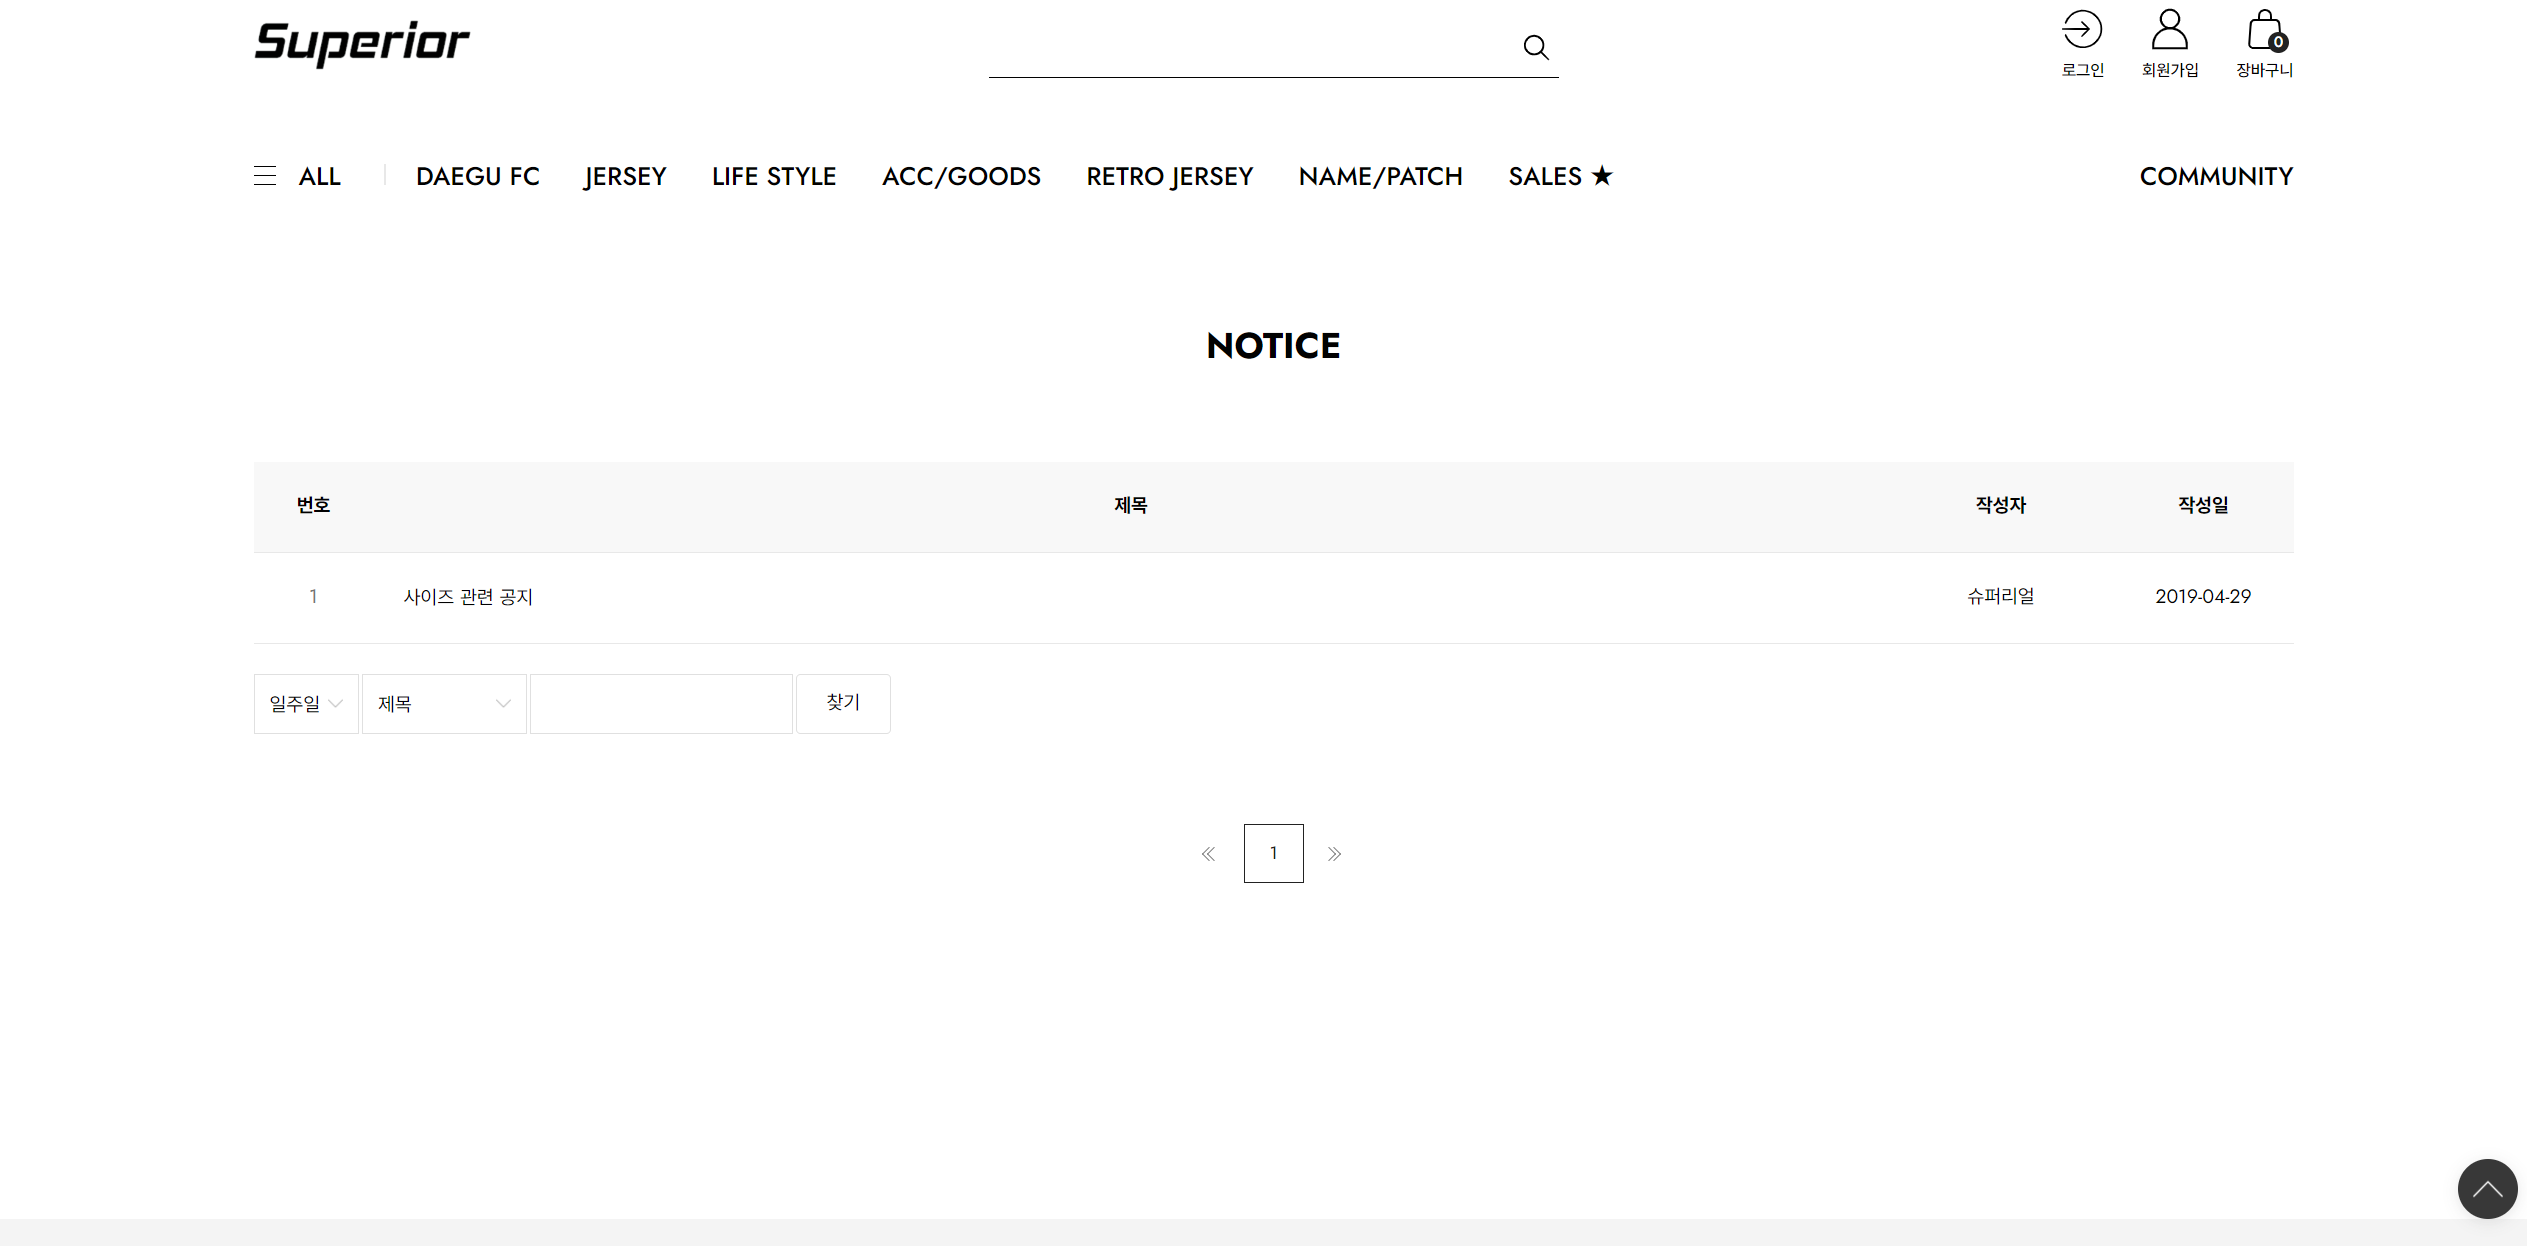 Superior
로그인 회원가입 0 장바구니
ALL DAEGU FC JERSEY LIFE STYLE ACC/GOODS RETRO JERSEY NAME/PATCH SALES ★ COMMUNITY
NOTICE
번호 제목 작성자 작성일
1 사이즈 관련 공지 슈퍼리얼 2019-04-29
일주일 제목 찾기
1